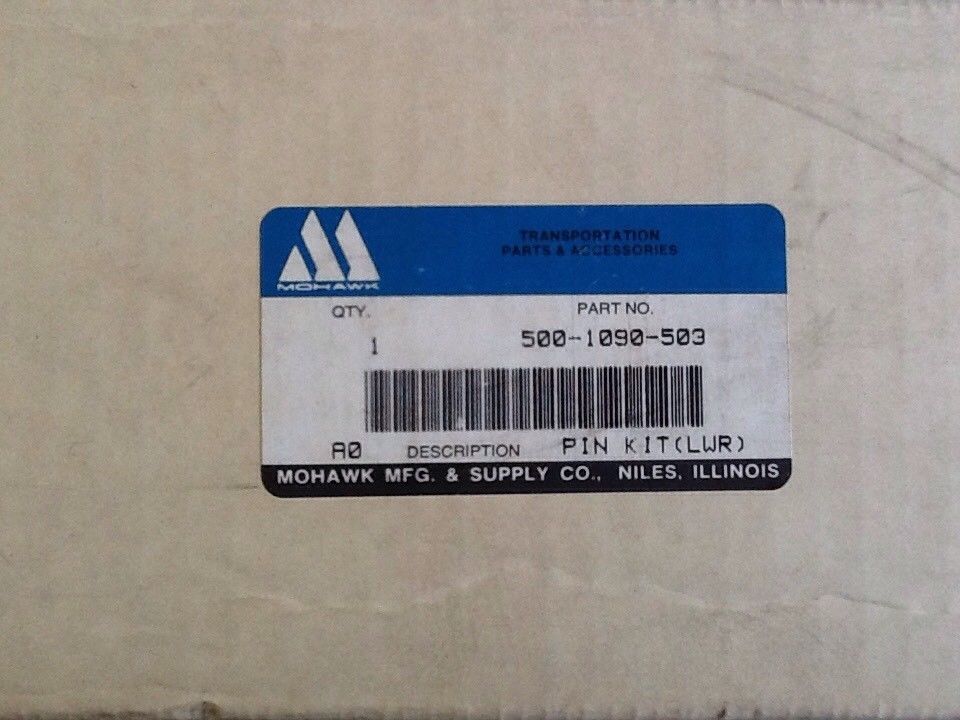 MOHAWK
TRANSPORTATION
PARTS & ACCESSORIES
QTY. PART NO.
1 500-1090-503
A0 DESCRIPTION PIN KIT(LWR)
MOHAWK MFG. & SUPPLY CO., NILES, ILLINOIS